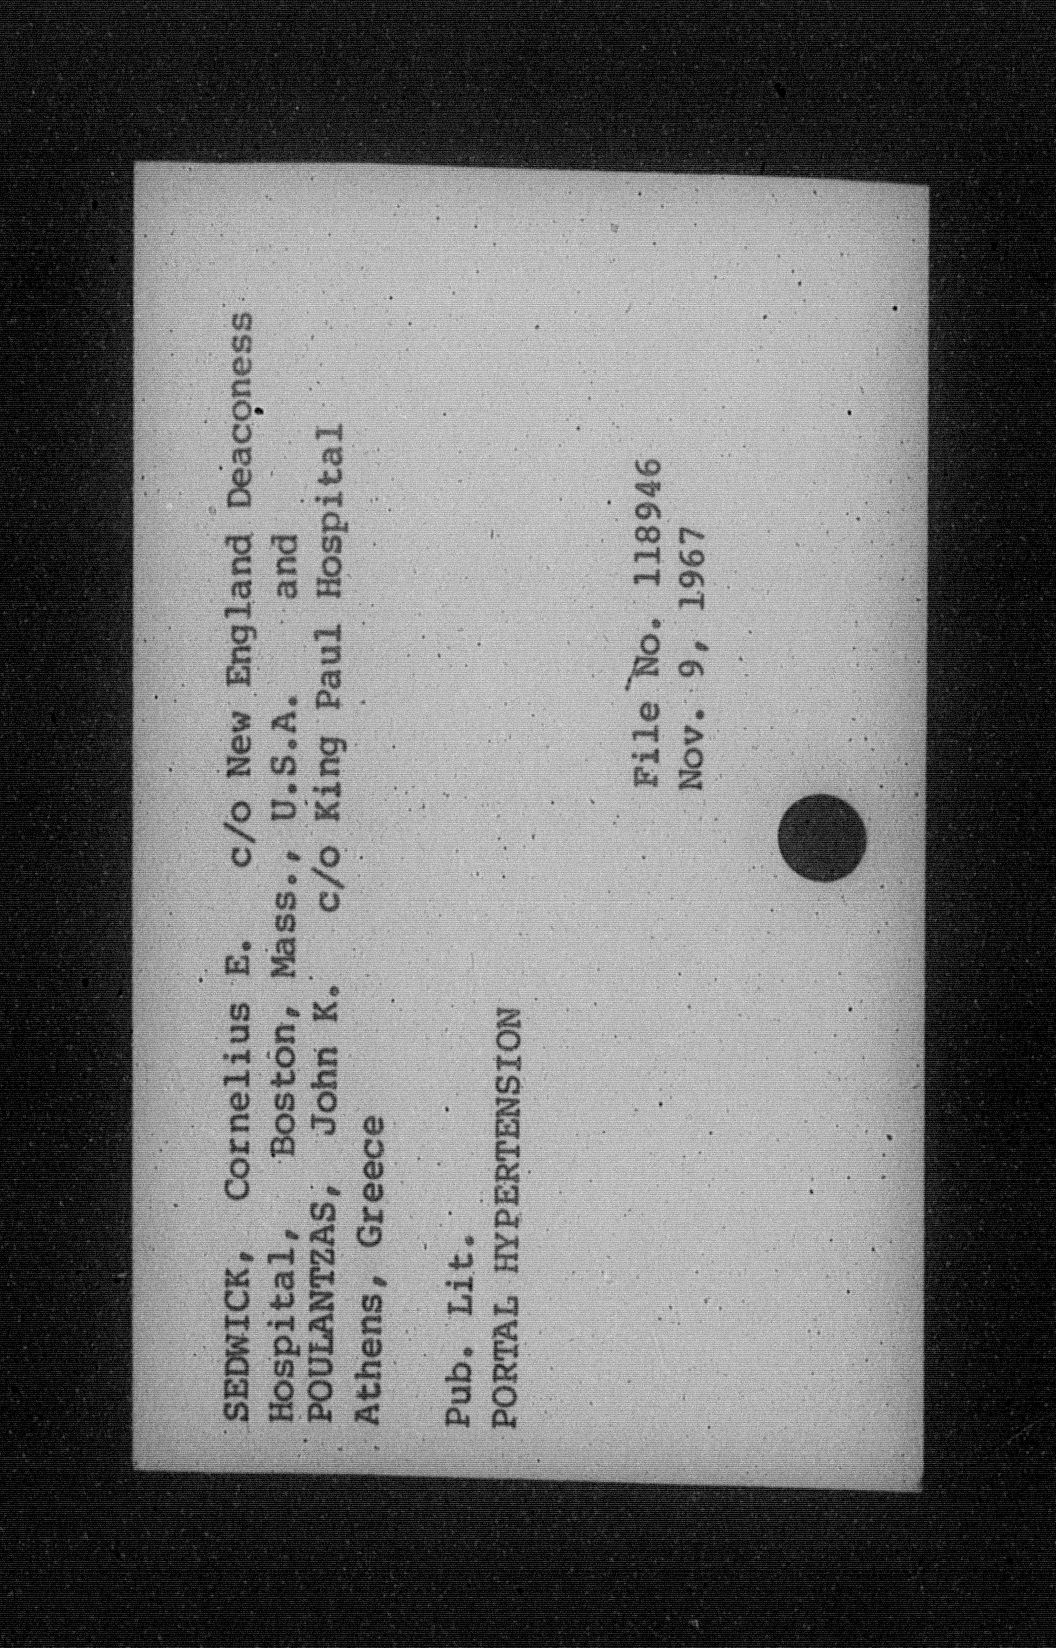 SEDWICK, Cornelius E. c/o New England Deaconess
Hospital, Boston, Mass., U.S.A. and
POULANTZAS, John K. c/o King Paul Hospital
Athens, Greece
Pub. Lit.
PORTAL HYPERTENSION
File No. 118946
Nov. 9, 1967